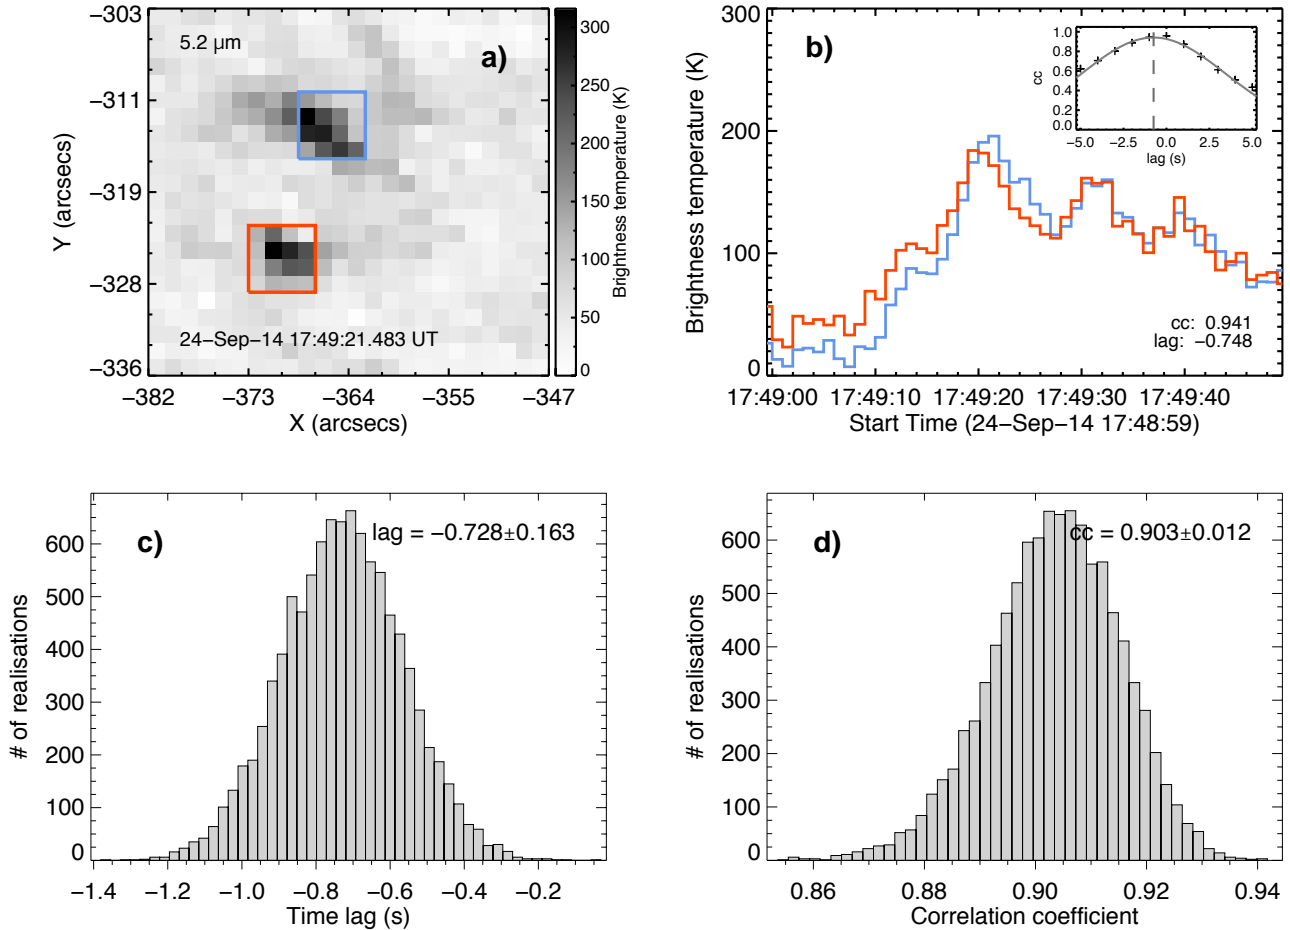 5.2 μm
a)
−303
−311
−319
−328
−336
Y (arcsecs)
−382
−373
−364
−355
−347
X (arcsecs)
24−Sep−14 17:49:21.483 UT
300
250
200
150
100
50
0
Brightness temperature (K)
b)
300
200
100
0
Brightness temperature (K)
17:49:00
17:49:10
17:49:20
17:49:30
17:49:40
Start Time (24−Sep−14 17:48:59)
cc: 0.941
lag: −0.748
1.0
0.8
0.6
0.4
0.2
0.0
cc
−5.0
−2.5
0.0
2.5
5.0
lag (s)
c)
lag = −0.728±0.163
600
500
400
300
200
100
0
# of realisations
−1.4
−1.0
−0.8
−0.6
−0.4
−0.2
Time lag (s)
d)
cc = 0.903±0.012
600
500
400
300
200
100
0
# of realisations
0.86
0.88
0.90
0.92
0.94
Correlation coefficient